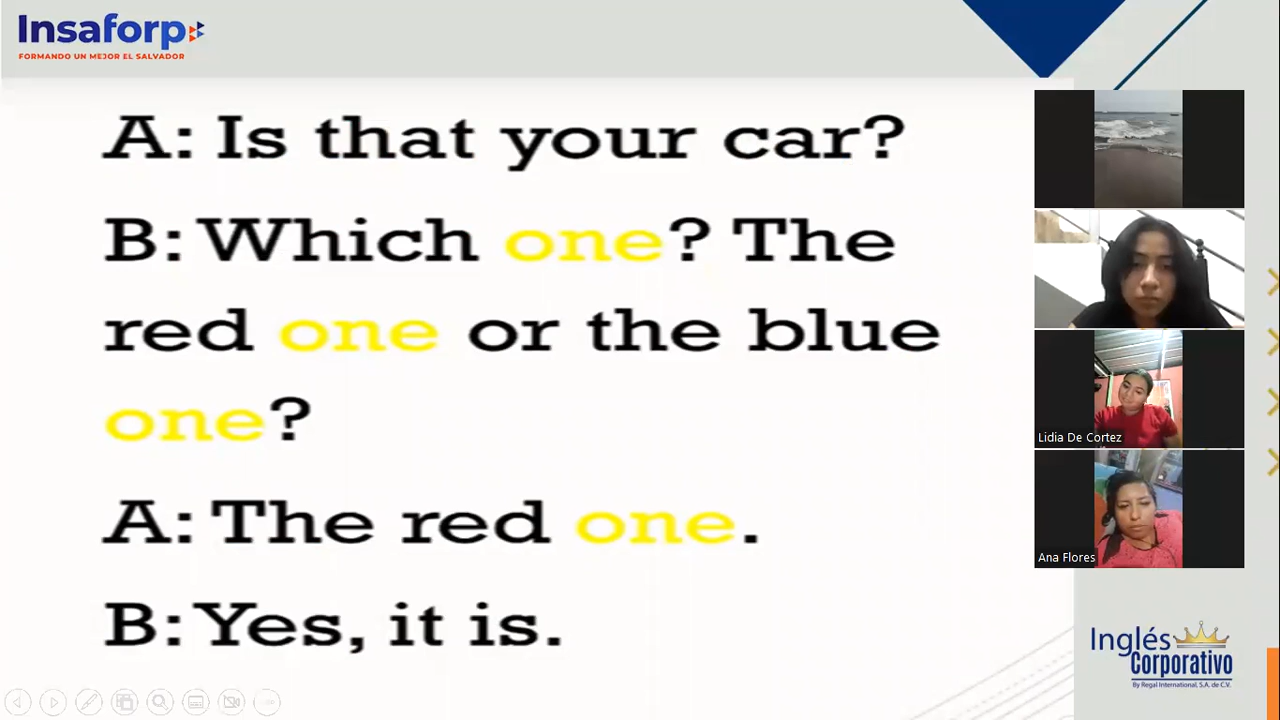 Insaforp
FORMANDO UN MEJOR EL SALVADOR
A: Is that your car?
B: Which one? The
red one or the blue
one?
A: The red one.
B: Yes, it is.
Lidia De Cortez
Ana Flores
Inglés
Corporativo
By Regal International, S.A. de C.V.